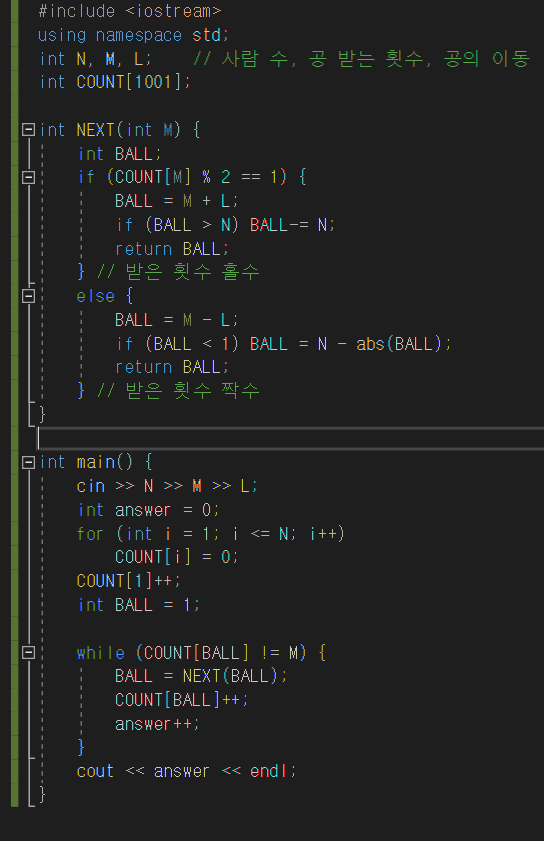 #include <iostream>
using namespace std;
int N, M, L;    // 사람 수, 공 받는 횟수, 공의 이동
int COUNT[1001];

int NEXT(int M) {
    int BALL;
    if (COUNT[M] % 2 == 1) {
        BALL = M + L;
        if (BALL > N) BALL-= N;
        return BALL;
    } // 받은 횟수 홀수
    else {
        BALL = M - L;
        if (BALL < 1) BALL = N - abs(BALL);
        return BALL;
    } // 받은 횟수 짝수
}

int main() {
    cin >> N >> M >> L;
    int answer = 0;
    for (int i = 1; i <= N; i++)
        COUNT[i] = 0;
    COUNT[1]++;
    int BALL = 1;

    while (COUNT[BALL] != M) {
        BALL = NEXT(BALL);
        COUNT[BALL]++;
        answer++;
    }
    cout << answer << endl;
}